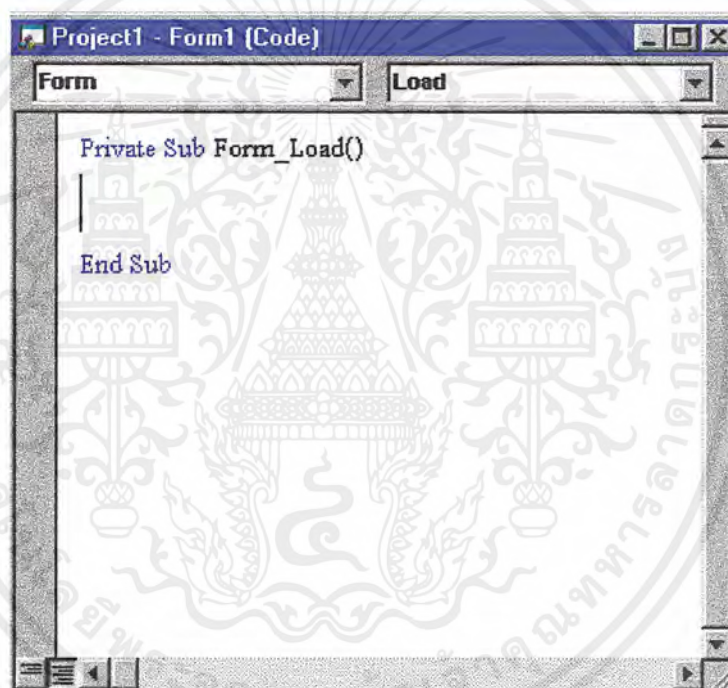 Project1 - Form1 (Code)
Form
Load
Private Sub Form_Load()
End Sub